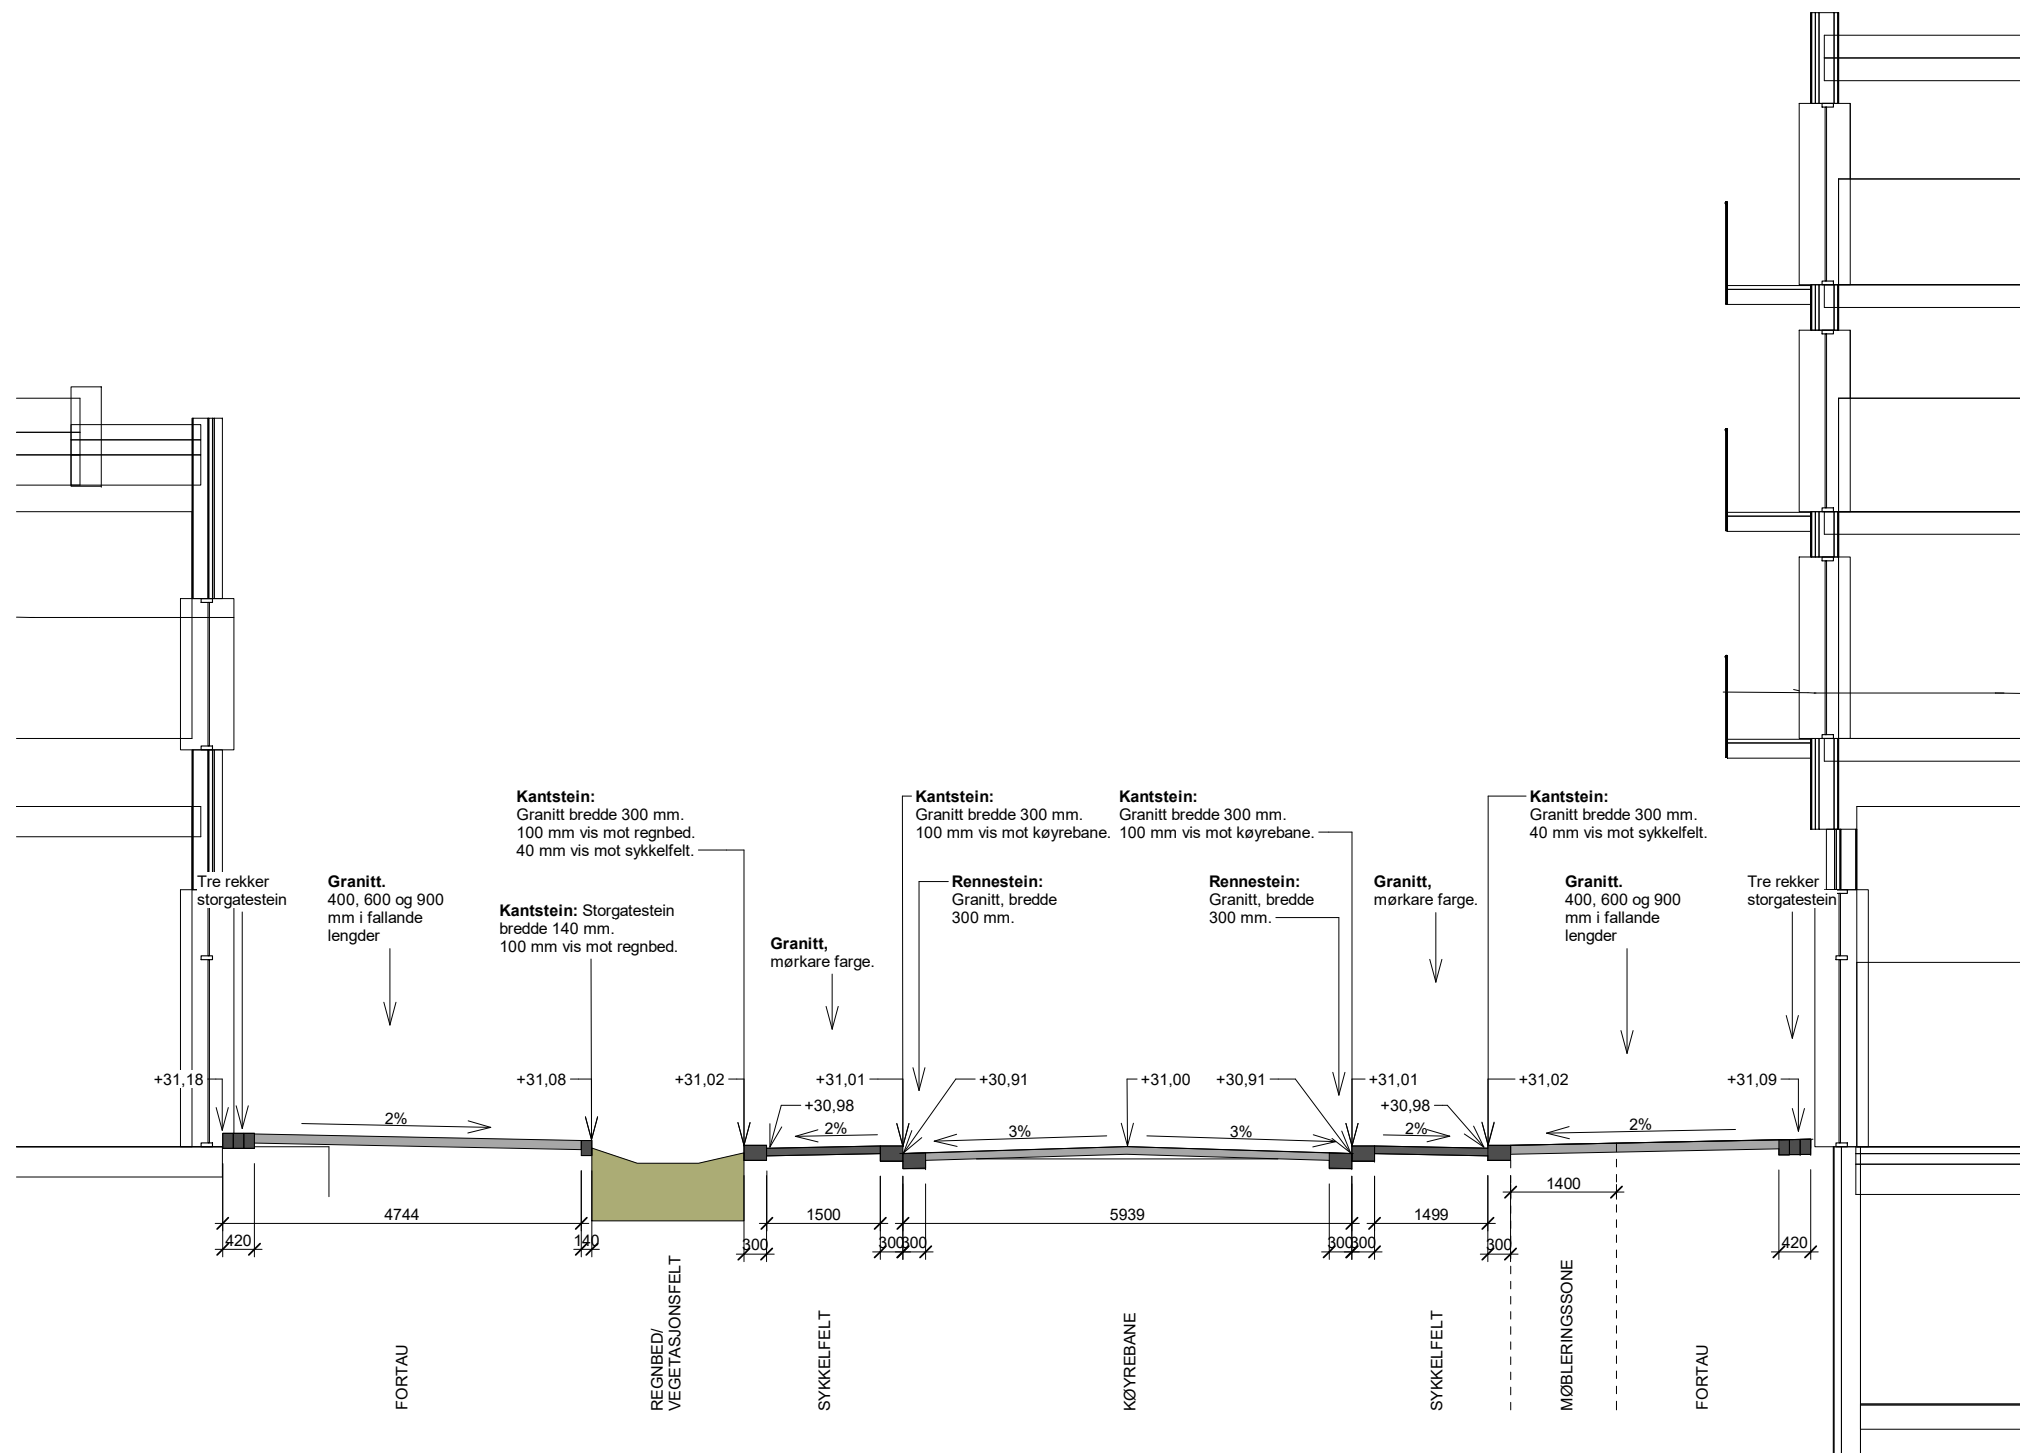 Kantstein:
Granitt bredde 300 mm.
100 mm vis mot regnbed.
40 mm vis mot sykkelfelt.
Kantstein:
Granitt bredde 300 mm.
100 mm vis mot køyrebane.
Kantstein:
Granitt bredde 300 mm.
100 mm vis mot køyrebane.
Kantstein:
Granitt bredde 300 mm.
40 mm vis mot sykkelfelt.
Tre rekker
storgatestein
Granitt.
400, 600 og 900
mm i fallande
lengder
Kantstein: Storgatestein
bredde 140 mm.
100 mm vis mot regnbed.
Granitt,
mørkare farge.
Rennestein:
Granitt, bredde
300 mm.
Rennestein:
Granitt, bredde
300 mm.
Granitt,
mørkare farge.
Granitt.
400, 600 og 900
mm i fallande
lengder
Tre rekker
storgatestein
+31,18
+31,08
+31,02
+31,01
+30,91
+31,00
+30,91
+31,01
+31,02
+31,09
+30,98
+30,98
2%
2%
3%
3%
2%
2%
1400
4744
1500
5939
1499
420
140
300
300
300
300
300
300
420
FORTAU
REGNBED/
VEGETASJONSFELT
SYKKELFELT
KØYREBANE
SYKKELFELT
MØBLERINGSSONE
FORTAU